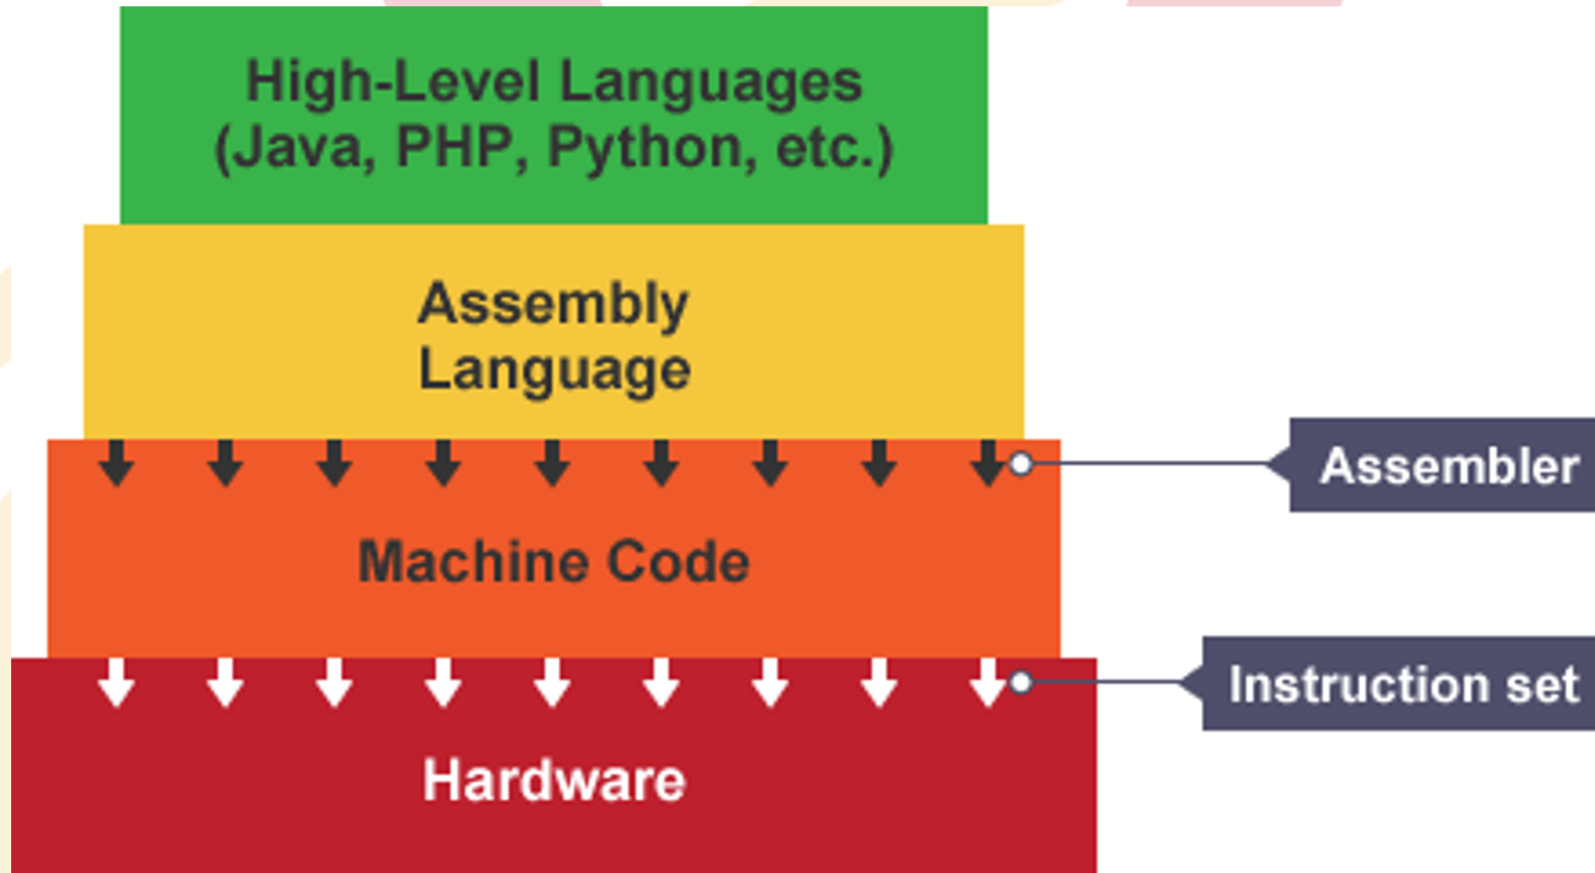 High-Level Languages
(Java, PHP, Python, etc.)
Assembly
Language
Assembler
Machine Code
Instruction set
Hardware